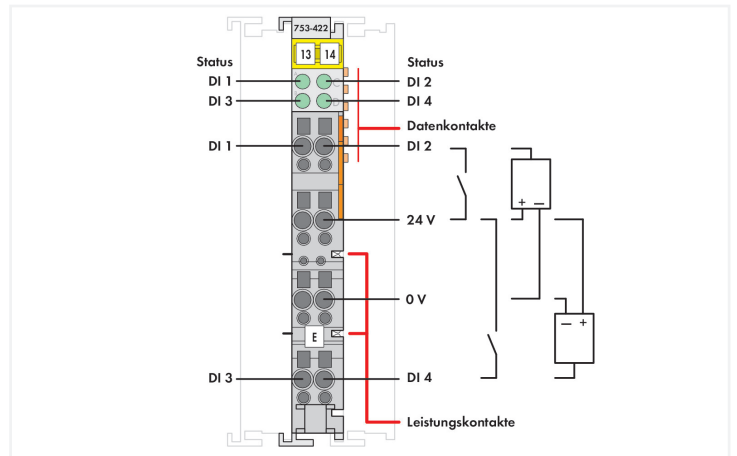 753-422
13 14
Status Status
DI 1 DI 2
DI 3 DI 4
Datenkontakte
DI 1 DI 2
+ —
24 V
0 V
— +
E
DI 3 DI 4
Leistungskontakte